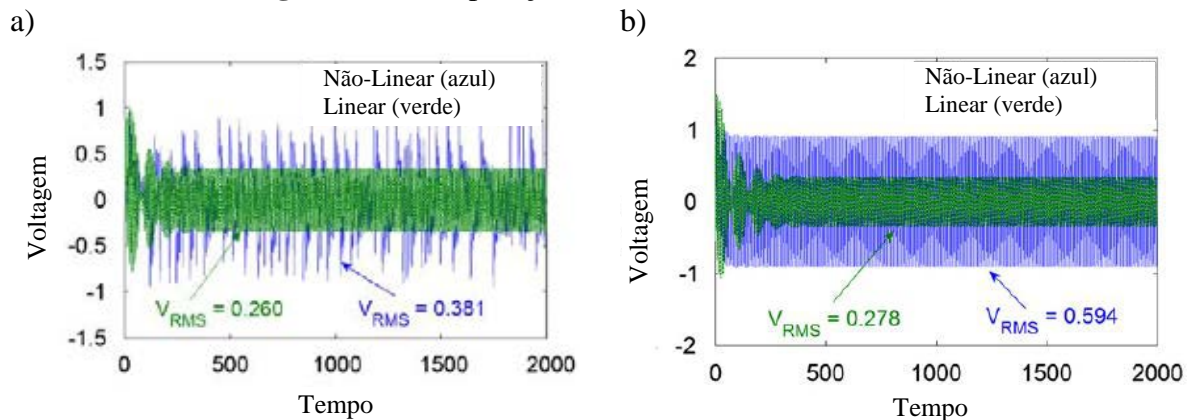 a)
1.5
1
0.5
0
-0.5
-1
-1.5
Voltagem
Não-Linear (azul)
Linear (verde)
V_RMS = 0.260
V_RMS = 0.381
0 500 1000 1500 2000
Tempo
b)
2
1
0
-1
-2
Voltagem
Não-Linear (azul)
Linear (verde)
V_RMS = 0.278
V_RMS = 0.594
0 500 1000 1500 2000
Tempo